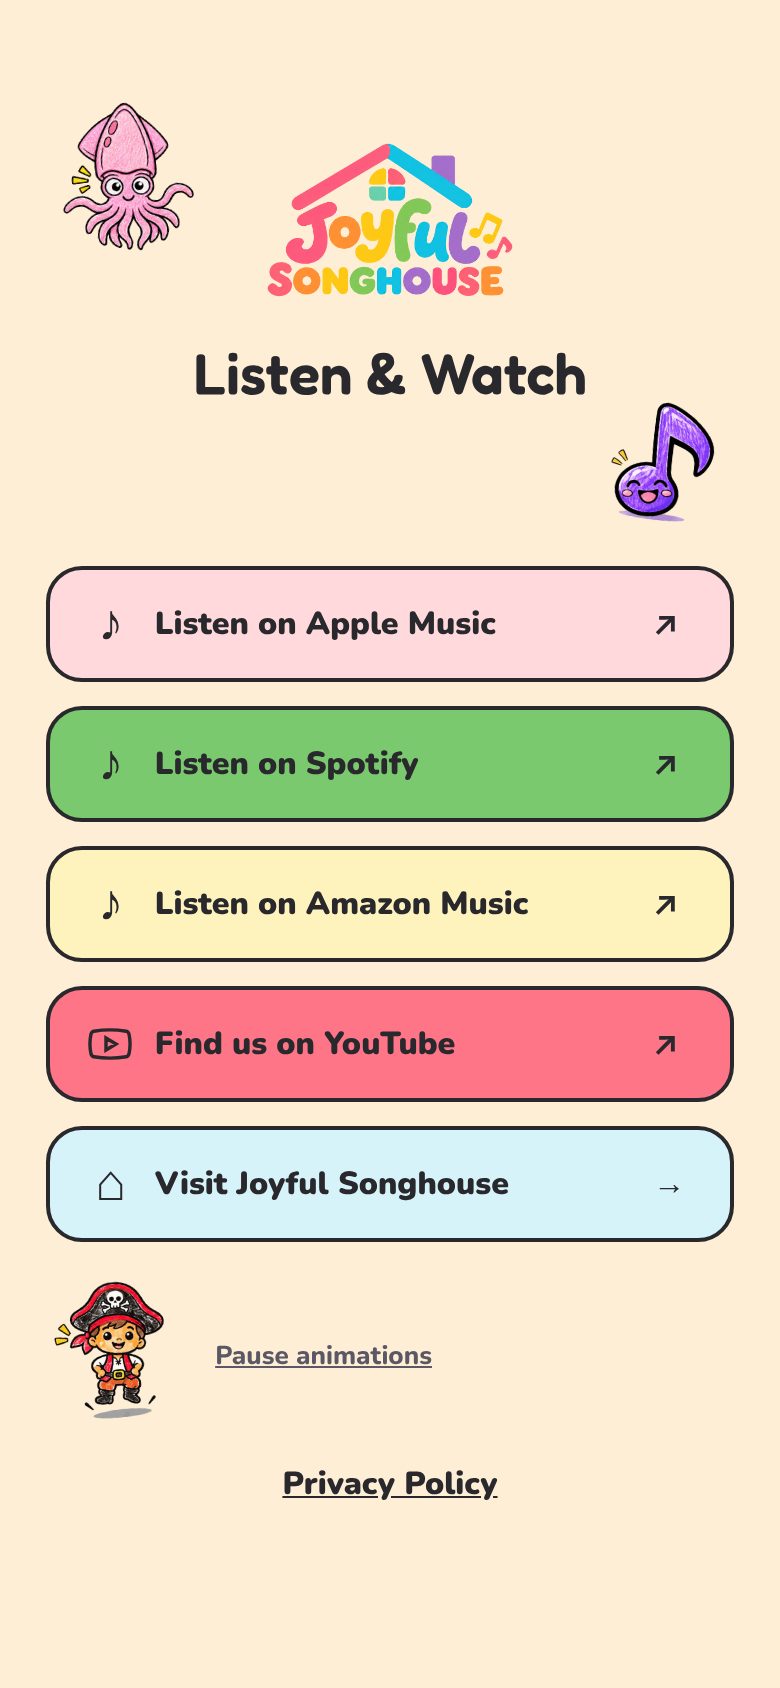 Joyful
SONGHOUSE
Listen & Watch
Listen on Apple Music
Listen on Spotify
Listen on Amazon Music
Find us on YouTube
Visit Joyful Songhouse
Pause animations
Privacy Policy